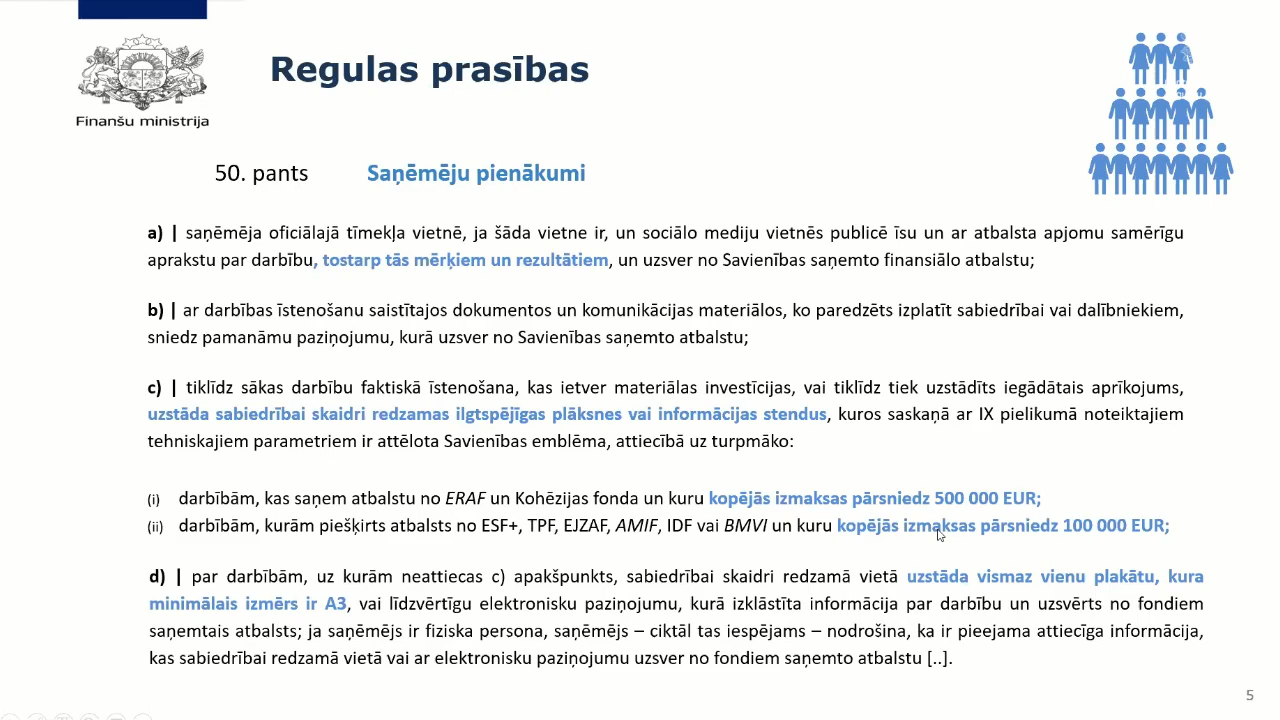 Finanšu ministrija
Regulas prasības
50. pants Saņēmēju pienākumi
a) | saņēmēja oficiālajā tīmekļa vietnē, ja šāda vietne ir, un sociālo mediju vietnēs publicē īsu un ar atbalsta apjomu samērīgu
aprakstu par darbību, tostarp tās mērķiem un rezultātiem, un uzsver no Savienības saņemto finansiālo atbalstu;
b) | ar darbības īstenošanu saistītajos dokumentos un komunikācijas materiālos, ko paredzēts izplatīt sabiedrībai vai dalībniekiem,
sniedz pamanāmu paziņojumu, kurā uzsver no Savienības saņemto atbalstu;
c) | tiklīdz sākas darbību faktiskā īstenošana, kas ietver materiālas investīcijas, vai tiklīdz tiek uzstādīts iegādātais aprīkojums,
uzstāda sabiedrībai skaidri redzamas ilgtspējīgas plāksnes vai informācijas stendus, kuros saskaņā ar IX pielikumā noteiktajiem
tehniskajiem parametriem ir attēlota Savienības emblēma, attiecībā uz turpmāko:
(i) darbībām, kas saņem atbalstu no ERAF un Kohēzijas fonda un kuru kopējās izmaksas pārsniedz 500 000 EUR;
(ii) darbībām, kurām piešķirts atbalsts no ESF+, TPF, EJZAF, AMIF, IDF vai BMVI un kuru kopējās izmaksas pārsniedz 100 000 EUR;
d) | par darbībām, uz kurām neattiecas c) apakšpunkts, sabiedrībai skaidri redzamā vietā uzstāda vismaz vienu plakātu, kura
minimālais izmērs ir A3, vai līdzvērtīgu elektronisku paziņojumu, kurā izklāstīta informācija par darbību un uzsvērts no fondiem
saņemtais atbalsts; ja saņēmējs ir fiziska persona, saņēmējs – ciktāl tas iespējams – nodrošina, ka ir pieejama attiecīga informācija,
kas sabiedrībai redzamā vietā vai ar elektronisku paziņojumu uzsver no fondiem saņemto atbalstu [..].
5